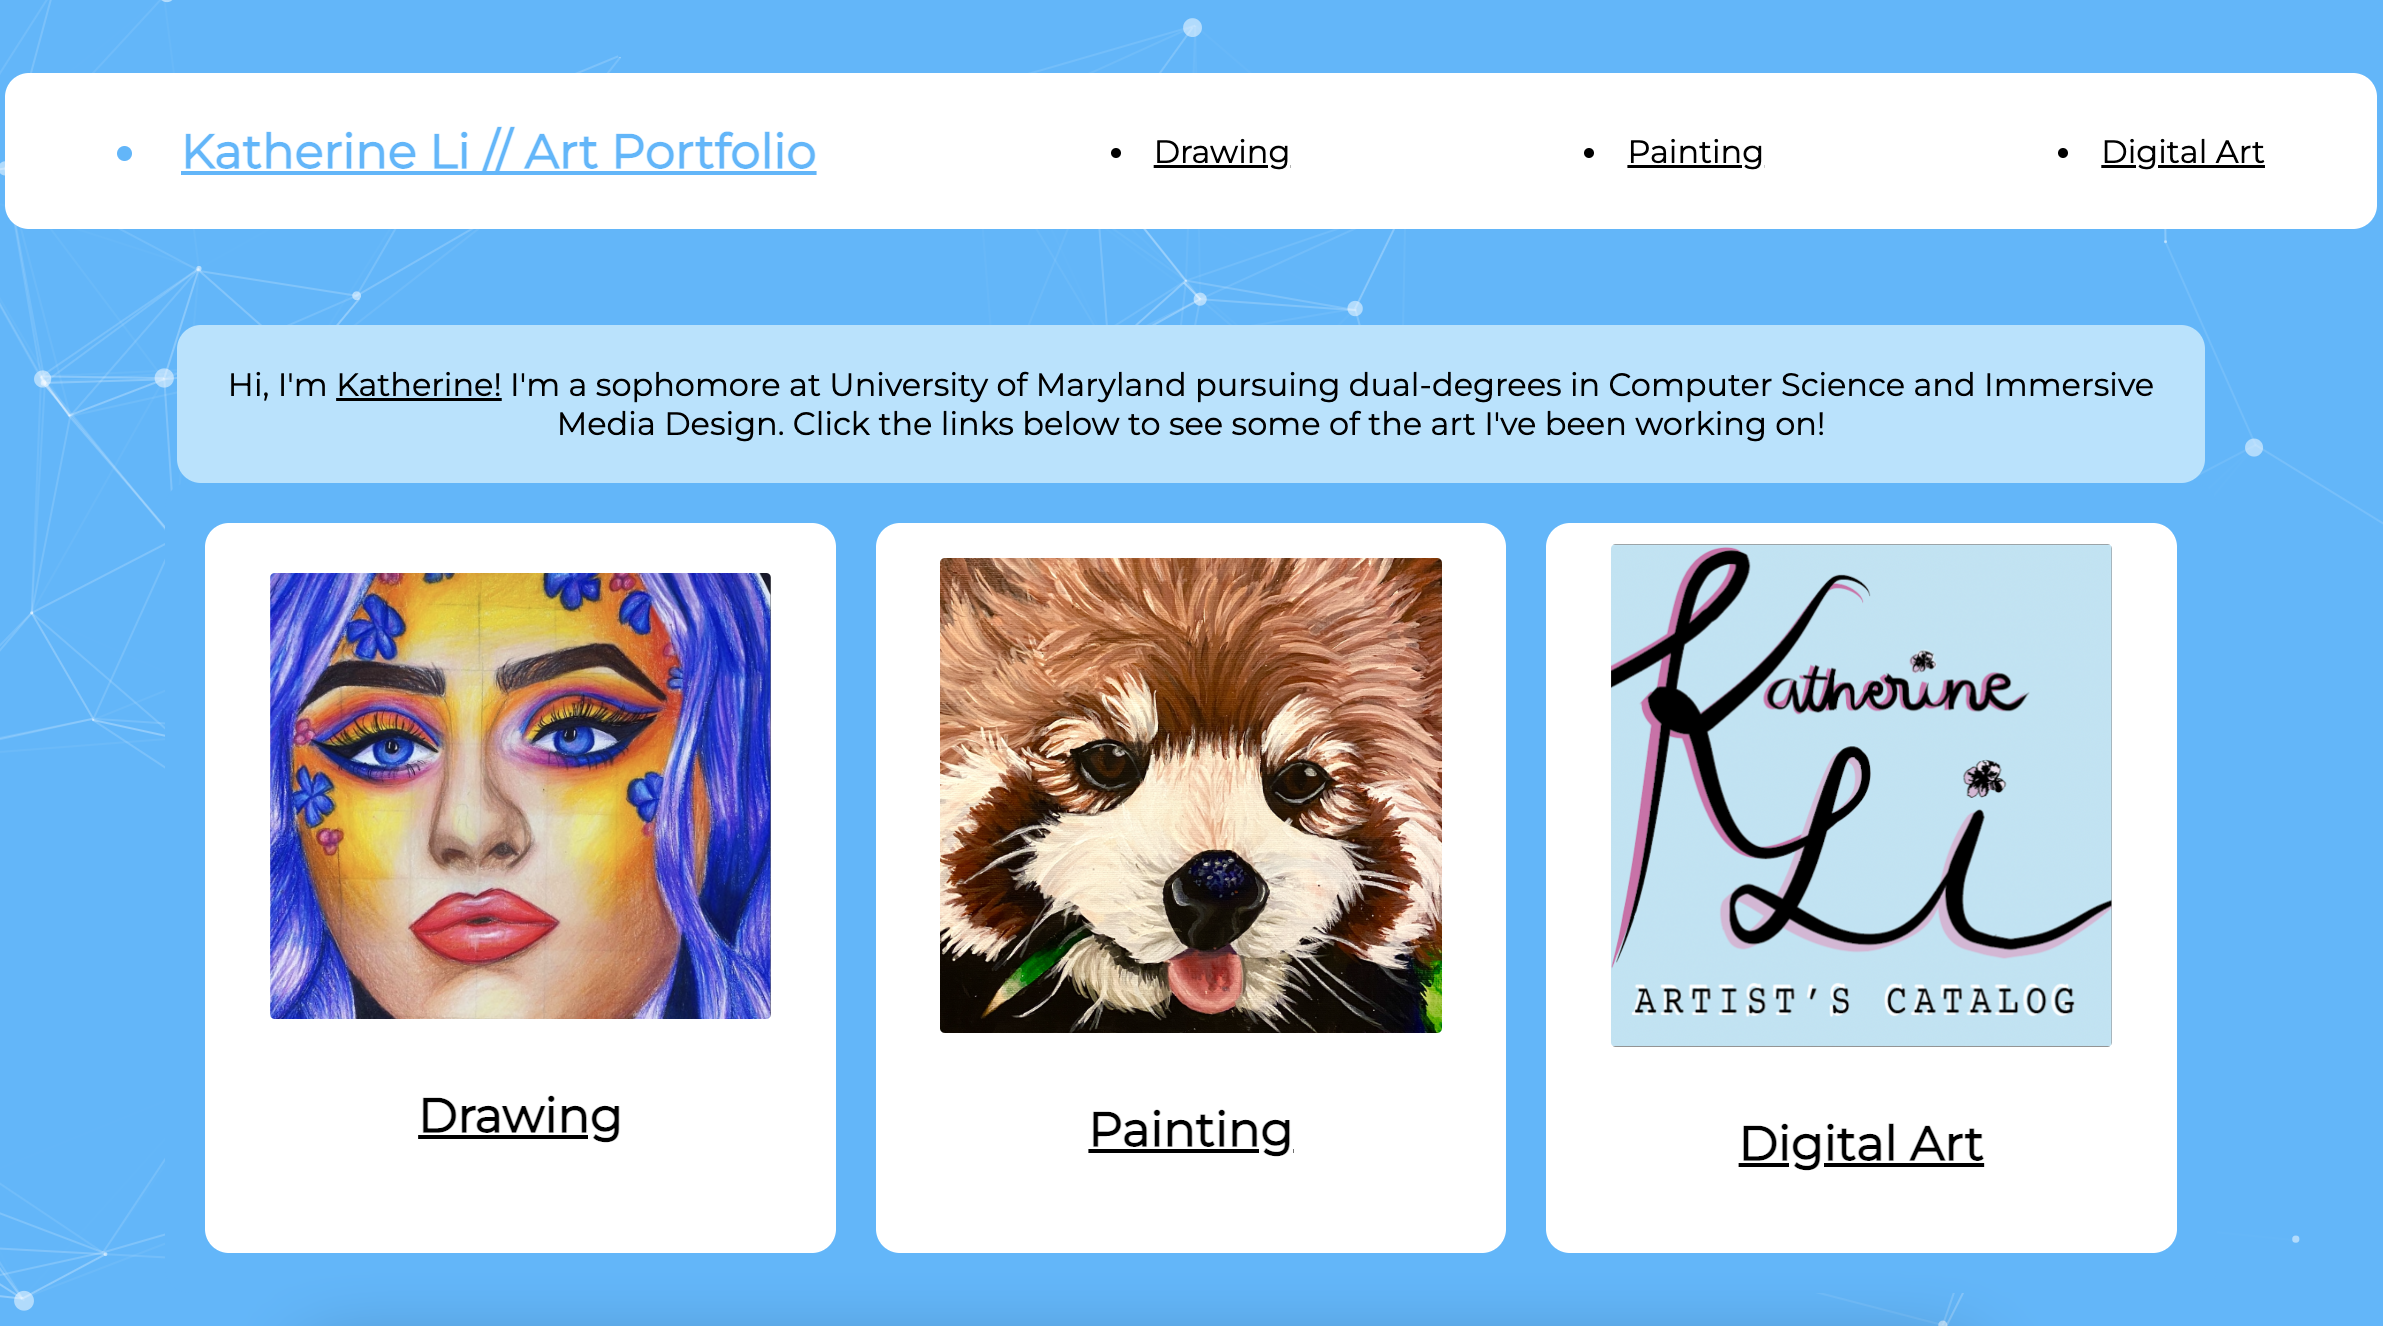 Katherine Li // Art Portfolio
Drawing
Painting
Digital Art
Hi, I'm Katherine! I'm a sophomore at University of Maryland pursuing dual-degrees in Computer Science and Immersive
Media Design. Click the links below to see some of the art I've been working on!
Katherine
Li
ARTIST'S CATALOG
Drawing
Painting
Digital Art